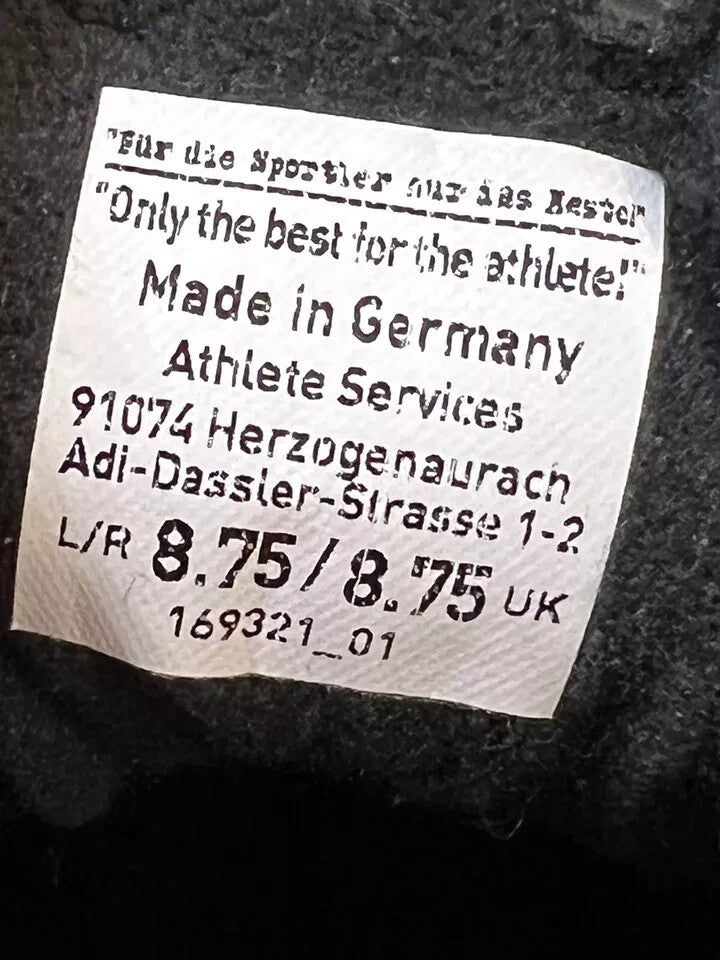 "Für die Sportler nur das Beste!"
"Only the best for the athlete!"
Made in Germany
Athlete Services
91074 Herzogenaurach
Adi-Dassler-Strasse 1-2
L/R 8.75/8.75 UK
169321_01